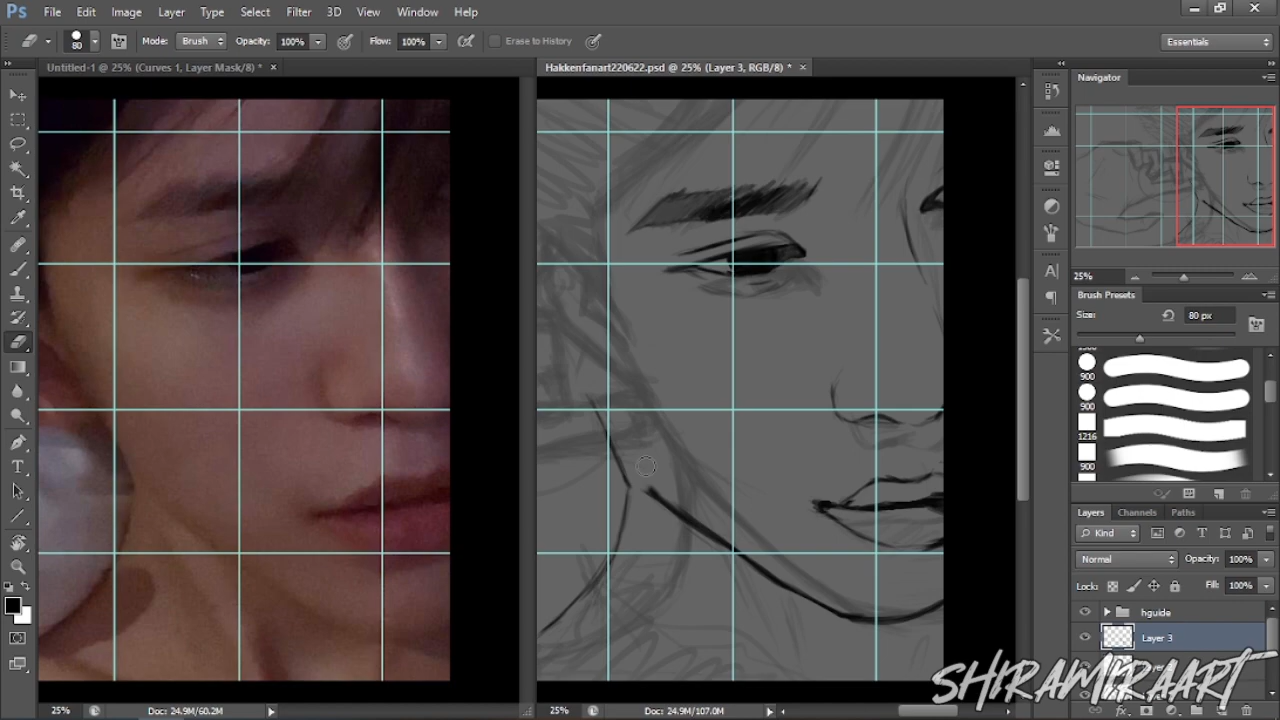 Ps File Edit Image Layer Type Select Filter 3D View Window Help
80 Mode: Brush Opacity: 100% Flow: 100% Erase to History Essentials
Untitled-1 @ 25% (Curves 1, Layer Mask/8) * ×
Hakkenfanart220622.psd @ 25% (Layer 3, RGB/8) * ×
Navigator
25%
Brush Presets
Size: 80 px
900
900
1216
900
Layers Channels Paths
Kind
Normal Opacity: 100%
Lock: Fill: 100%
hguide
Layer 3
SHIRAMIRAART
25% Doc: 24.9M/60.2M
25% Doc: 24.9M/107.0M